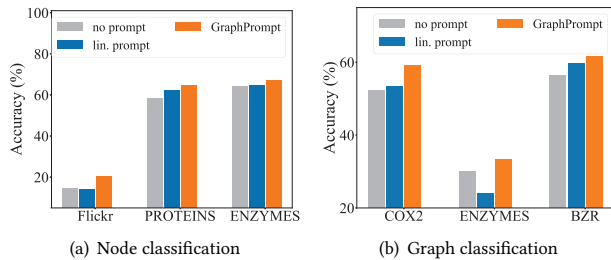 no prompt
GraphPrompt
lin. prompt
Accuracy (%)
100
80
60
40
20
Flickr PROTEINS ENZYMES
(a) Node classification
no prompt
GraphPrompt
lin. prompt
Accuracy (%)
60
40
20
COX2 ENZYMES BZR
(b) Graph classification